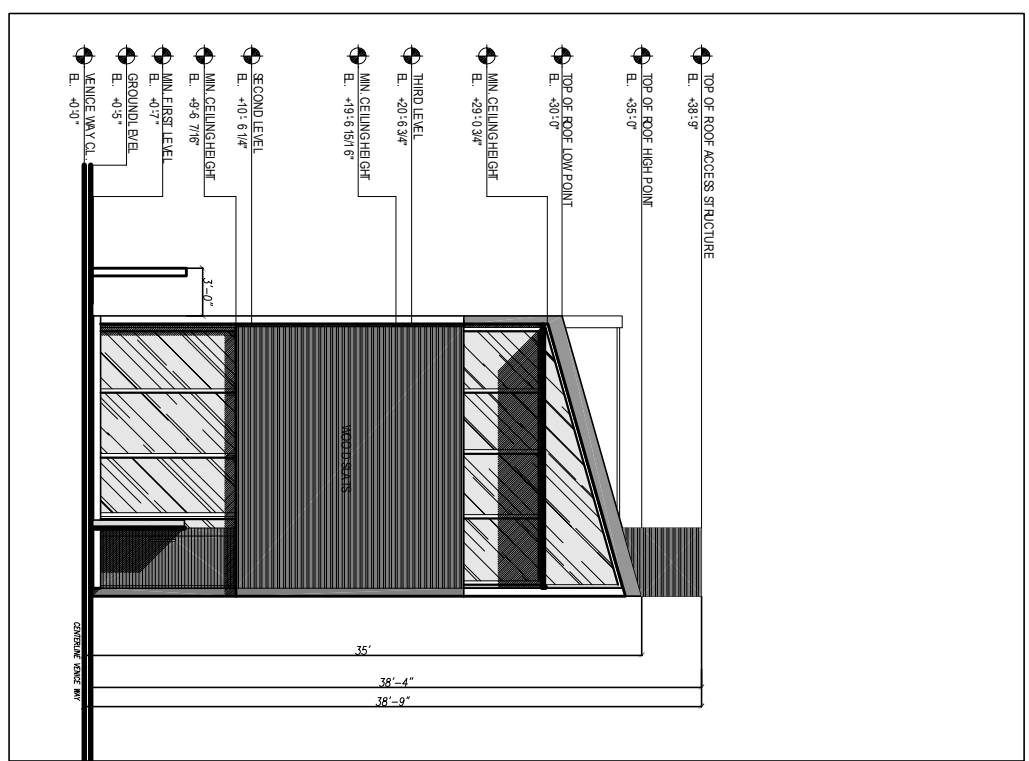 TOP OF ROOF ACCESS STRUCTURE
EL. +38'-9"
TOP OF ROOF HIGH POINT
EL. +35'-0"
TOP OF ROOF LOW POINT
EL. +30'-0"
MIN. CEILING HEIGHT
EL. +29'-0 3/4"
THIRD LEVEL
EL. +20'-6 3/4"
MIN. CEILING HEIGHT
EL. +19'-6 15/16"
SECOND LEVEL
EL. +10'-6 1/4"
MIN. CEILING HEIGHT
EL. +9'-6 7/16"
MIN. FIRST LEVEL
EL. +0'-7"
GROUND LEVEL
EL. +0'-5"
VENICE WAY CL.
EL. +0'-0"
3'-0"
WOOD SLATS
35'
38'-4"
38'-9"
CENTERLINE VENICE WAY